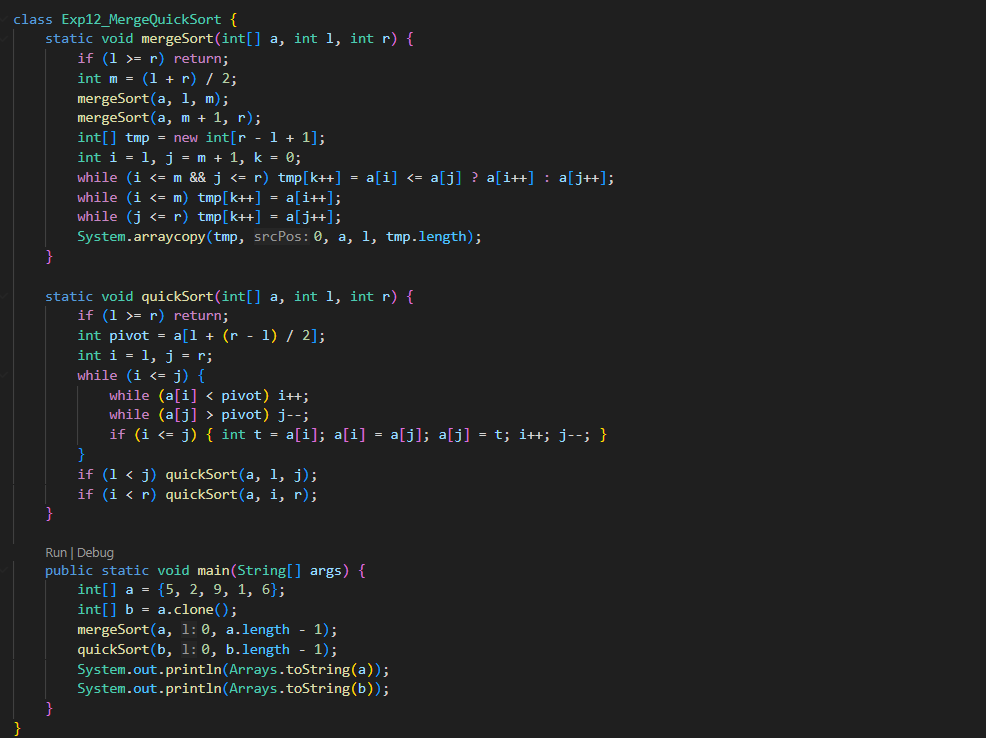 class Exp12_MergeQuickSort {
    static void mergeSort(int[] a, int l, int r) {
        if (l >= r) return;
        int m = (l + r) / 2;
        mergeSort(a, l, m);
        mergeSort(a, m + 1, r);
        int[] tmp = new int[r - l + 1];
        int i = l, j = m + 1, k = 0;
        while (i <= m && j <= r) tmp[k++] = a[i] <= a[j] ? a[i++] : a[j++];
        while (i <= m) tmp[k++] = a[i++];
        while (j <= r) tmp[k++] = a[j++];
        System.arraycopy(tmp, srcPos:0, a, l, tmp.length);
    }

    static void quickSort(int[] a, int l, int r) {
        if (l >= r) return;
        int pivot = a[l + (r - l) / 2];
        int i = l, j = r;
        while (i <= j) {
            while (a[i] < pivot) i++;
            while (a[j] > pivot) j--;
            if (i <= j) { int t = a[i]; a[i] = a[j]; a[j] = t; i++; j--; }
        }
        if (l < j) quickSort(a, l, j);
        if (i < r) quickSort(a, i, r);
    }

    Run | Debug
    public static void main(String[] args) {
        int[] a = {5, 2, 9, 1, 6};
        int[] b = a.clone();
        mergeSort(a, l:0, a.length - 1);
        quickSort(b, l:0, b.length - 1);
        System.out.println(Arrays.toString(a));
        System.out.println(Arrays.toString(b));
    }
}